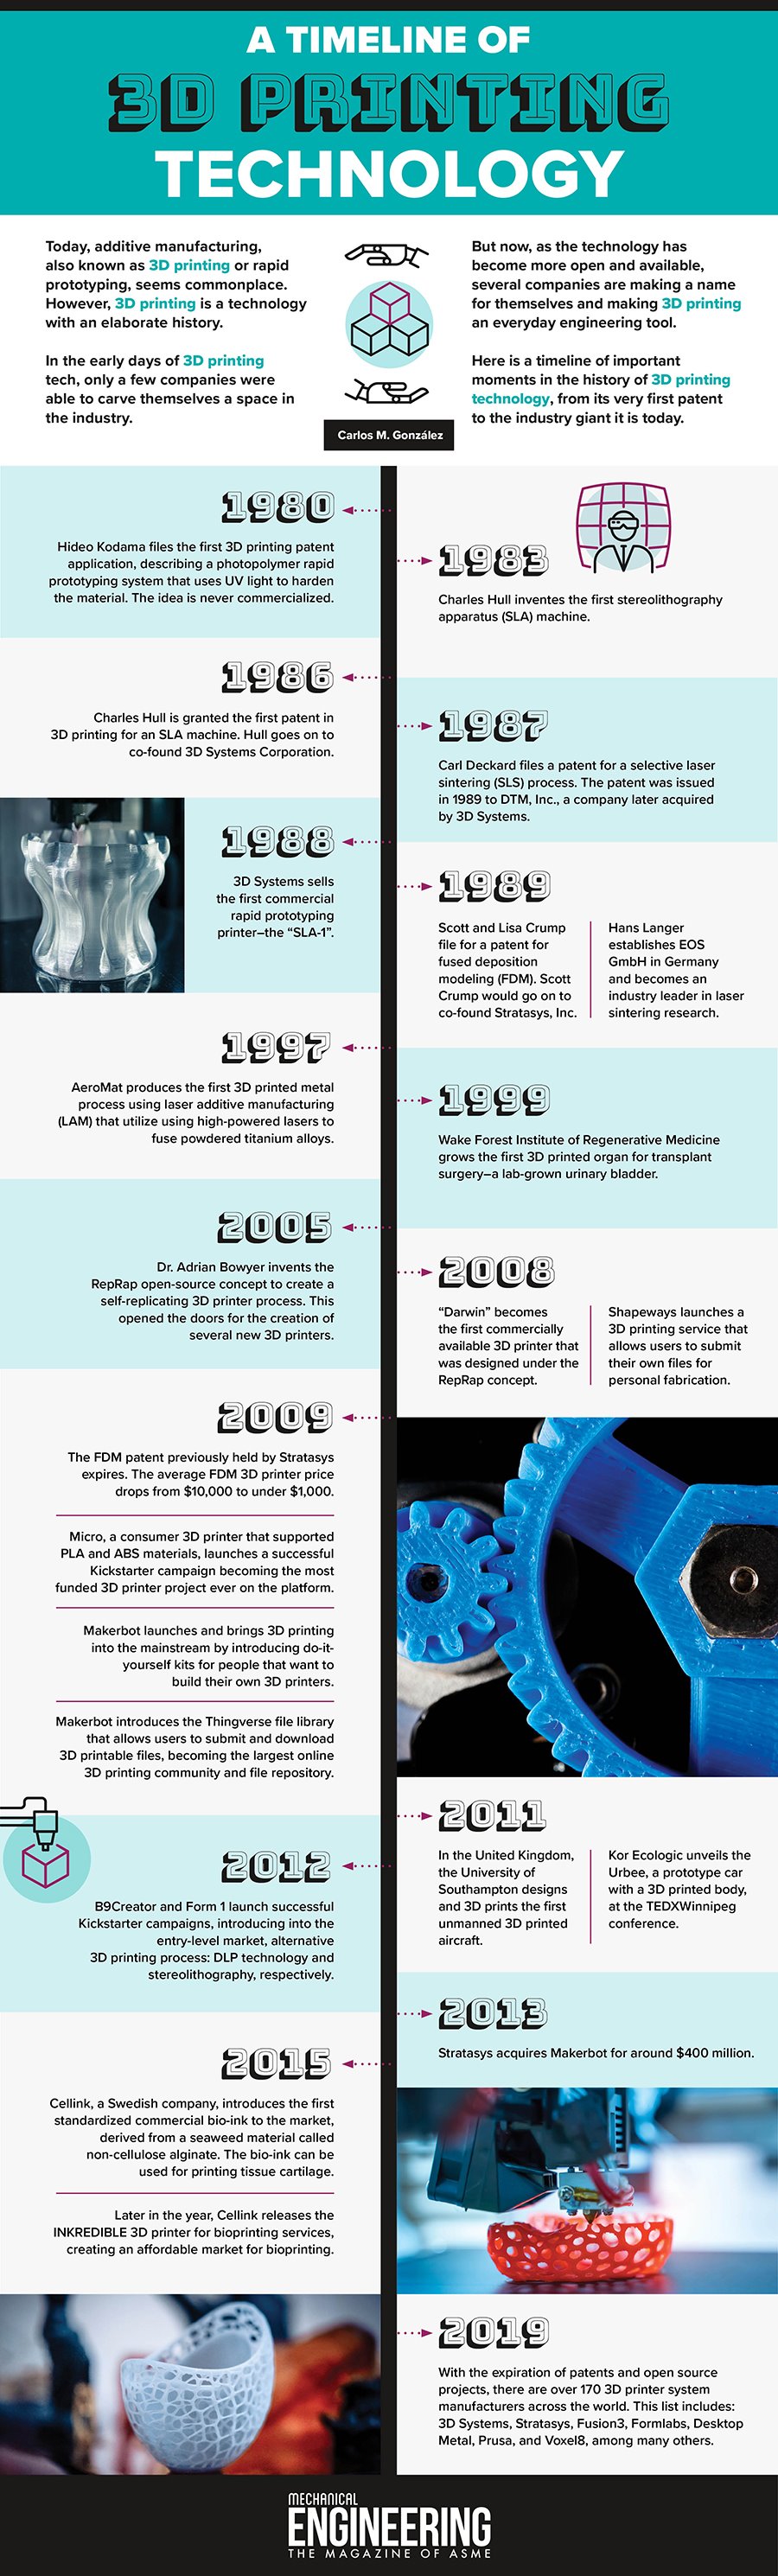 A TIMELINE OF
3D PRINTING
TECHNOLOGY
Today, additive manufacturing,
also known as 3D printing or rapid
prototyping, seems commonplace.
However, 3D printing is a technology
with an elaborate history.
In the early days of 3D printing
tech, only a few companies were
able to carve themselves a space in
the industry.
Carlos M. González
But now, as the technology has
become more open and available,
several companies are making a name
for themselves and making 3D printing
an everyday engineering tool.
Here is a timeline of important
moments in the history of 3D printing
technology, from its very first patent
to the industry giant it is today.
1980
Hideo Kodama files the first 3D printing patent
application, describing a photopolymer rapid
prototyping system that uses UV light to harden
the material. The idea is never commercialized.
1983
Charles Hull inventes the first stereolithography
apparatus (SLA) machine.
1986
Charles Hull is granted the first patent in
3D printing for an SLA machine. Hull goes on to
co-found 3D Systems Corporation.
1987
Carl Deckard files a patent for a selective laser
sintering (SLS) process. The patent was issued
in 1989 to DTM, Inc., a company later acquired
by 3D Systems.
1988
3D Systems sells
the first commercial
rapid prototyping
printer–the “SLA-1”.
1989
Scott and Lisa Crump
file for a patent for
fused deposition
modeling (FDM). Scott
Crump would go on to
co-found Stratasys, Inc.
Hans Langer
establishes EOS
GmbH in Germany
and becomes an
industry leader in laser
sintering research.
1997
AeroMat produces the first 3D printed metal
process using laser additive manufacturing
(LAM) that utilize using high-powered lasers to
fuse powdered titanium alloys.
1999
Wake Forest Institute of Regenerative Medicine
grows the first 3D printed organ for transplant
surgery–a lab-grown urinary bladder.
2005
Dr. Adrian Bowyer invents the
RepRap open-source concept to create a
self-replicating 3D printer process. This
opened the doors for the creation of
several new 3D printers.
2008
“Darwin” becomes
the first commercially
available 3D printer that
was designed under the
RepRap concept.
Shapeways launches a
3D printing service that
allows users to submit
their own files for
personal fabrication.
2009
The FDM patent previously held by Stratasys
expires. The average FDM 3D printer price
drops from $10,000 to under $1,000.
Micro, a consumer 3D printer that supported
PLA and ABS materials, launches a successful
Kickstarter campaign becoming the most
funded 3D printer project ever on the platform.
Makerbot launches and brings 3D printing
into the mainstream by introducing do-it-
yourself kits for people that want to
build their own 3D printers.
Makerbot introduces the Thingverse file library
that allows users to submit and download
3D printable files, becoming the largest online
3D printing community and file repository.
2011
In the United Kingdom,
the University of
Southampton designs
and 3D prints the first
unmanned 3D printed
aircraft.
Kor Ecologic unveils the
Urbee, a prototype car
with a 3D printed body,
at the TEDXWinnipeg
conference.
2012
B9Creator and Form 1 launch successful
Kickstarter campaigns, introducing into the
entry-level market, alternative
3D printing process: DLP technology and
stereolithography, respectively.
2013
Stratasys acquires Makerbot for around $400 million.
2015
Cellink, a Swedish company, introduces the first
standardized commercial bio-ink to the market,
derived from a seaweed material called
non-cellulose alginate. The bio-ink can be
used for printing tissue cartilage.
Later in the year, Cellink releases the
INKREDIBLE 3D printer for bioprinting services,
creating an affordable market for bioprinting.
2019
With the expiration of patents and open source
projects, there are over 170 3D printer system
manufacturers across the world. This list includes:
3D Systems, Stratasys, Fusion3, Formlabs, Desktop
Metal, Prusa, and Voxel8, among many others.
MECHANICAL
ENGINEERING
THE MAGAZINE OF ASME